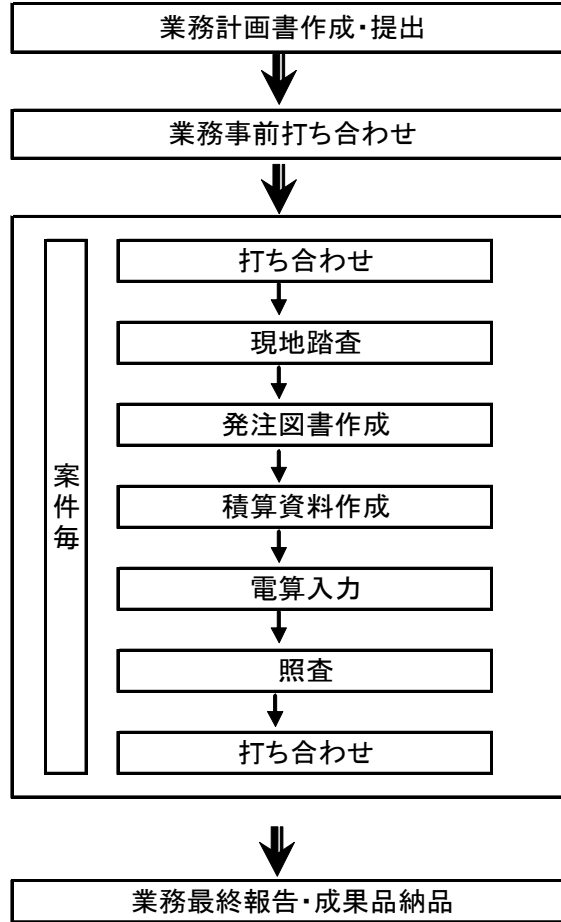 業務計画書作成・提出
業務事前打ち合わせ
案件毎
打ち合わせ
現地踏査
発注図書作成
積算資料作成
電算入力
照査
打ち合わせ
業務最終報告・成果品納品